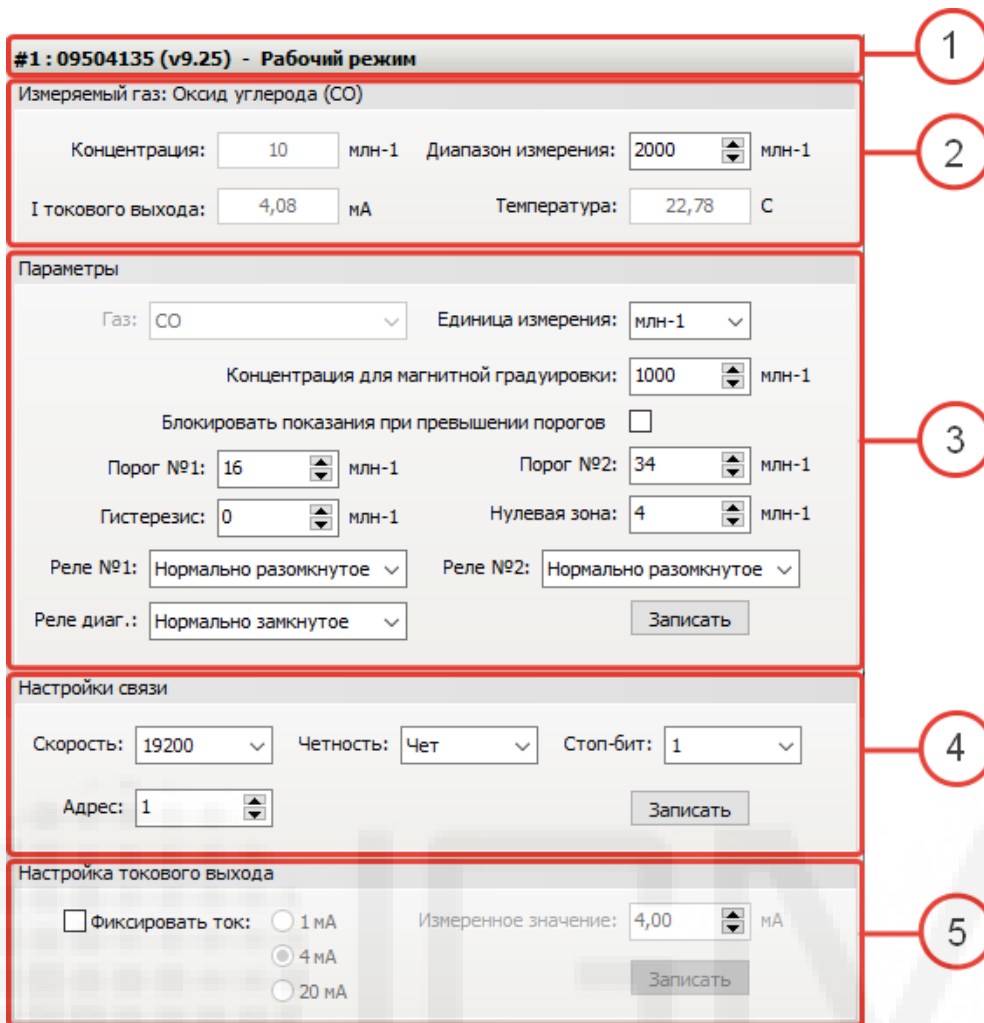 #1 : 09504135 (v9.25) - Рабочий режим
1
Измеряемый газ: Оксид углерода (CO)
Концентрация: 10 млн-1 Диапазон измерения: 2000 млн-1
2
I токового выхода: 4,08 мА Температура: 22,78 С
Параметры
Газ: CO Единица измерения: млн-1
Концентрация для магнитной градуировки: 1000 млн-1
Блокировать показания при превышении порогов
3
Порог №1: 16 млн-1 Порог №2: 34 млн-1
Гистерезис: 0 млн-1 Нулевая зона: 4 млн-1
Реле №1: Нормально разомкнутое Реле №2: Нормально разомкнутое
Реле диаг.: Нормально замкнутое Записать
Настройки связи
Скорость: 19200 Четность: Чет Стоп-бит: 1
4
Адрес: 1 Записать
Настройка токового выхода
Фиксировать ток: 1 мА Измеренное значение: 4,00 мА
5
4 мА
Записать
20 мА